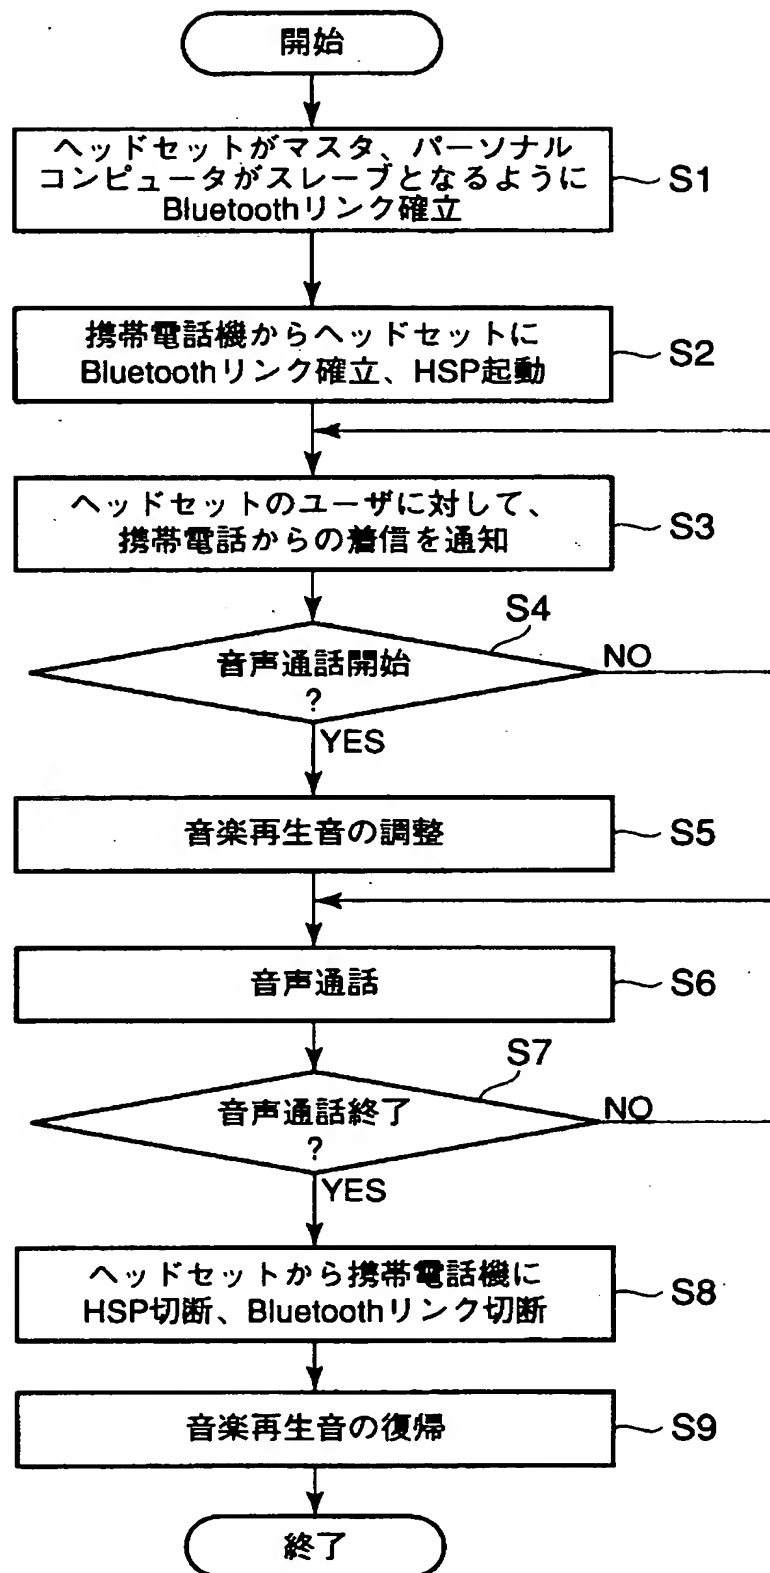 開始
ヘッドセットがマスタ、パーソナル
コンピュータがスレーブとなるように
Bluetoothリンク確立
S1
携帯電話機からヘッドセットに
Bluetoothリンク確立、HSP起動
S2
ヘッドセットのユーザに対して、
携帯電話からの着信を通知
S3
S4
音声通話開始
?
NO
YES
音楽再生音の調整
S5
音声通話
S6
S7
音声通話終了
?
NO
YES
ヘッドセットから携帯電話機に
HSP切断、Bluetoothリンク切断
S8
音楽再生音の復帰
S9
終了